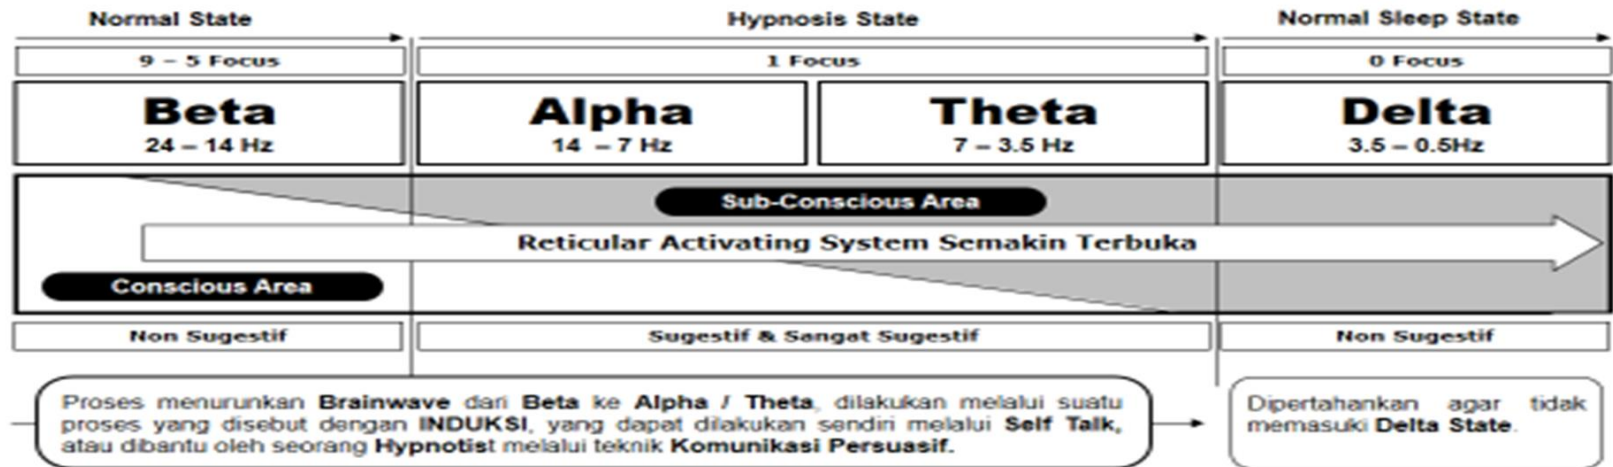 Normal State
Hypnosis State
Normal Sleep State
9 – 5 Focus
1 Focus
0 Focus
Beta
24 – 14 Hz
Alpha
14 – 7 Hz
Theta
7 – 3.5 Hz
Delta
3.5 – 0.5Hz
Sub-Conscious Area
Reticular Activating System Semakin Terbuka
Conscious Area
Non Sugestif
Sugestif & Sangat Sugestif
Non Sugestif
Proses menurunkan Brainwave dari Beta ke Alpha / Theta, dilakukan melalui suatu
proses yang disebut dengan INDUKSI, yang dapat dilakukan sendiri melalui Self Talk,
atau dibantu oleh seorang Hypnotist melalui teknik Komunikasi Persuasif.
Dipertahankan agar tidak
memasuki Delta State.